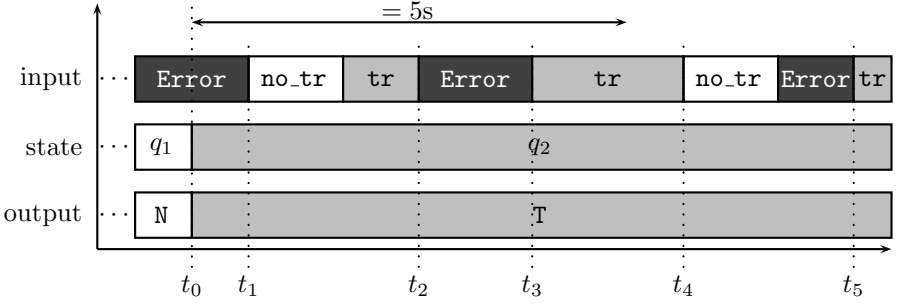 = 5s
input ··· Error no_tr tr Error tr no_tr Error tr
state ··· q₁ q₂
output ··· N T
t₀ t₁ t₂ t₃ t₄ t₅